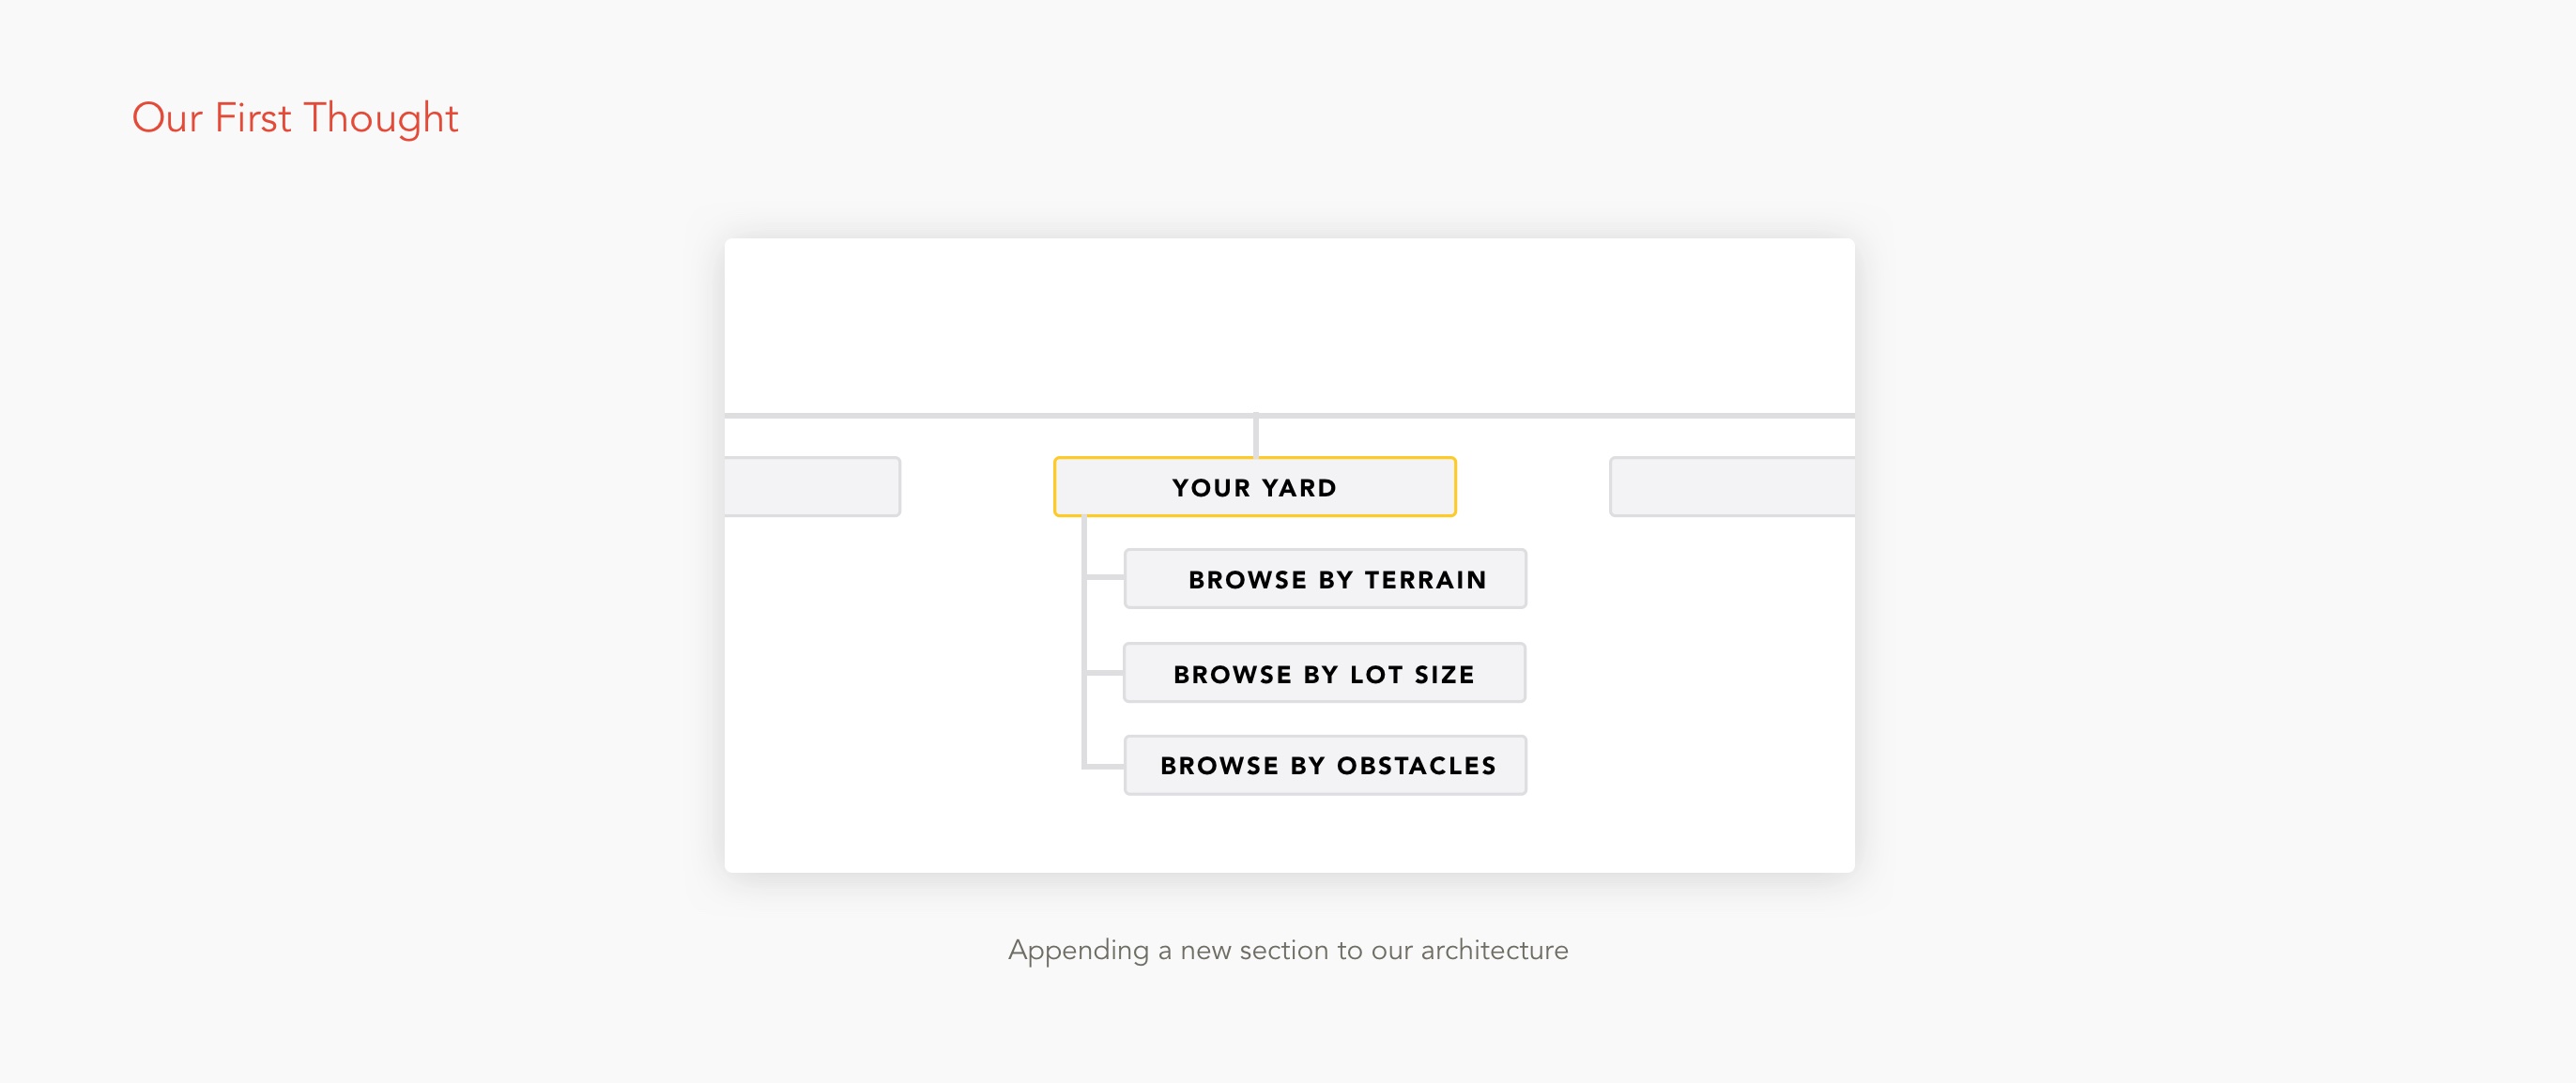 Our First Thought
YOUR YARD
BROWSE BY TERRAIN
BROWSE BY LOT SIZE
BROWSE BY OBSTACLES
Appending a new section to our architecture